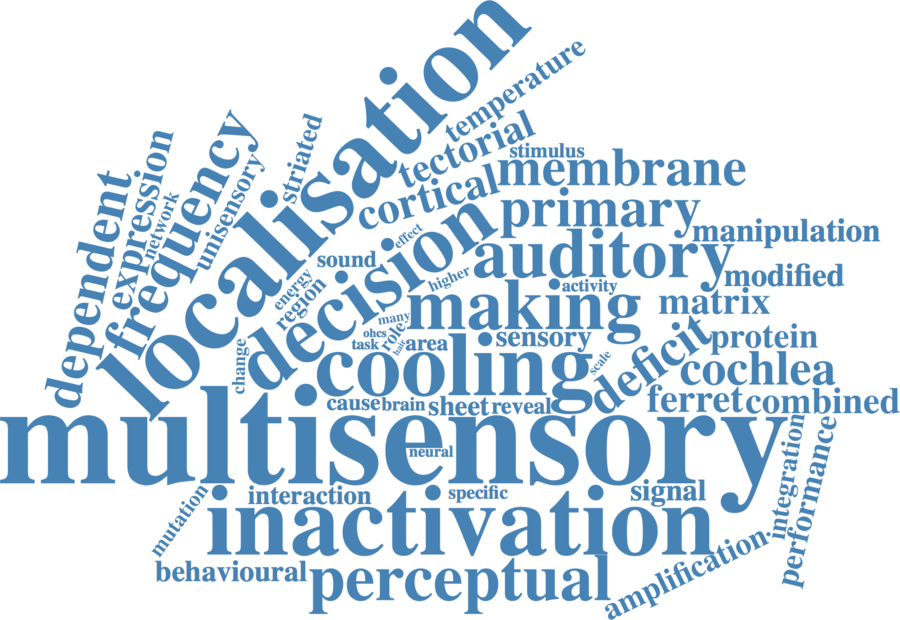 localisation
temperature
tectorial
striated
stimulus
membrane
cortical
expression
frequency
unisensory
network
dependent
primary
manipulation
decision
effect
auditory
sound
higher
modified
energy
region
making
activity
matrix
many
ohcs
role
hair
task
area
sensory
deficit
protein
change
cooling
scale
cochlea
cause
brain
sheet
reveal
ferret
combined
multisensory
neural
integration
performance
mutation
interaction
specific
signal
inactivation
behavioural
perceptual
amplification